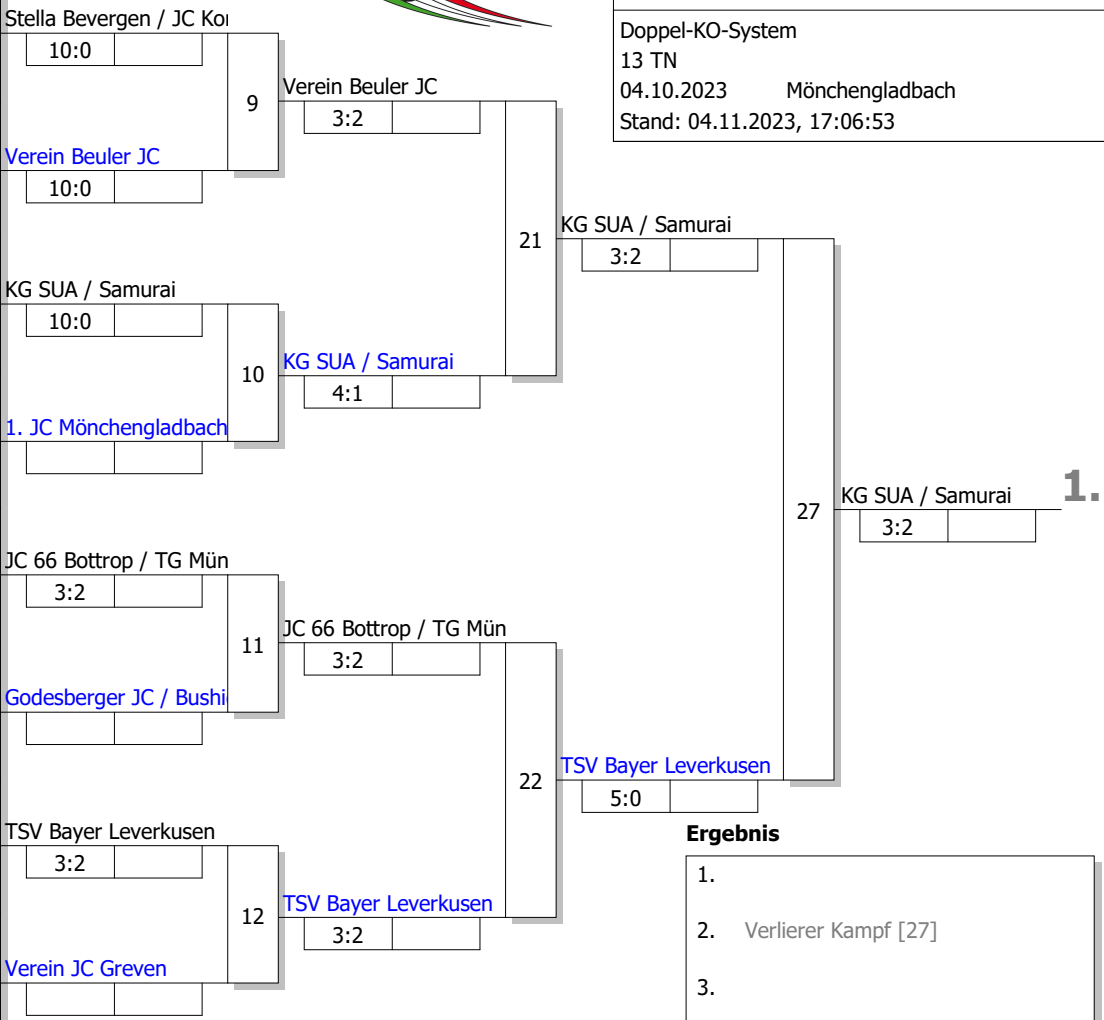 Stella Bevergen / JC Kor
10:0
9
Verein Beuler JC
10:0
Verein Beuler JC
3:2
Doppel-KO-System
13 TN
04.10.2023 Mönchengladbach
Stand: 04.11.2023, 17:06:53
21
KG SUA / Samurai
3:2
KG SUA / Samurai
10:0
10
1. JC Mönchengladbach
KG SUA / Samurai
4:1
27
KG SUA / Samurai
3:2
1.
JC 66 Bottrop / TG Mün
3:2
11
Godesberger JC / Bushi
JC 66 Bottrop / TG Mün
3:2
22
TSV Bayer Leverkusen
5:0
TSV Bayer Leverkusen
3:2
12
Verein JC Greven
TSV Bayer Leverkusen
3:2
Ergebnis
1.
2. Verlierer Kampf [27]
3.